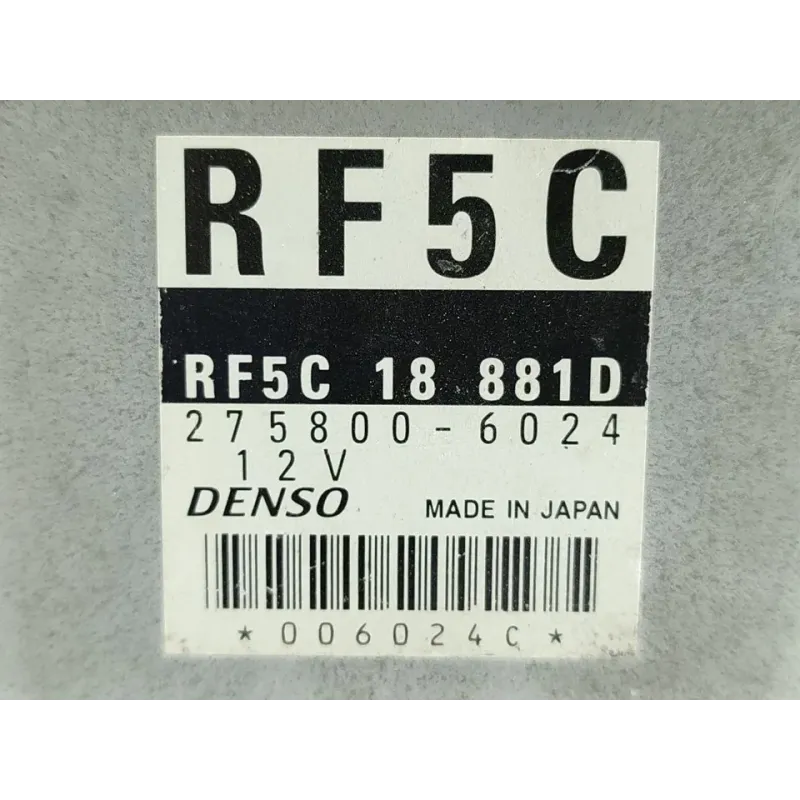 RF5C
RF5C 18 881D
275800-6024
12V
DENSO MADE IN JAPAN
*006024C*